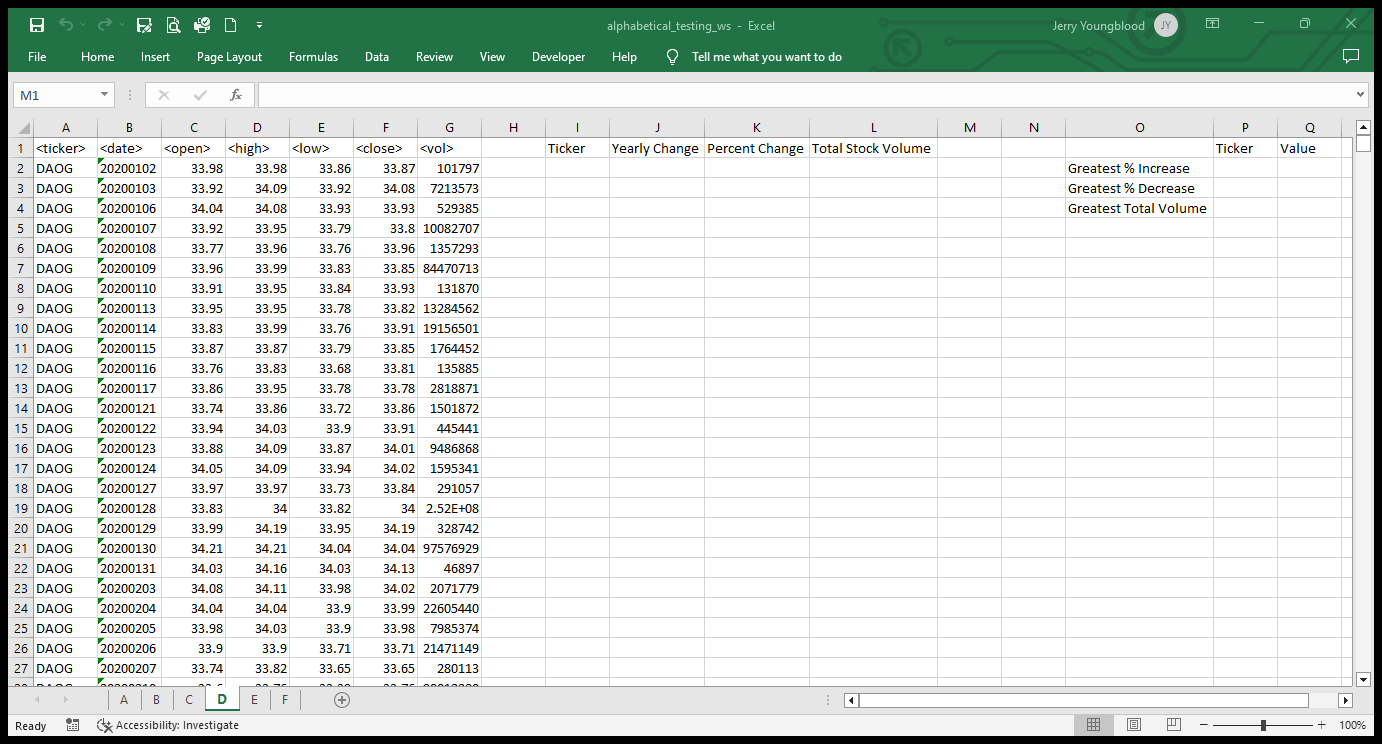 alphabetical_testing_ws - Excel
Jerry Youngblood JY
File Home Insert Page Layout Formulas Data Review View Developer Help Tell me what you want to do
M1 fx
A B C D E F G H I J K L M N O P Q
1 <ticker> <date> <open> <high> <low> <close> <vol> Ticker Yearly Change Percent Change Total Stock Volume Ticker Value
2 DAOG 20200102 33.98 33.98 33.86 33.87 101797 Greatest % Increase
3 DAOG 20200103 33.92 34.09 33.92 34.08 7213573 Greatest % Decrease
4 DAOG 20200106 34.04 34.08 33.93 33.93 529385 Greatest Total Volume
5 DAOG 20200107 33.92 33.95 33.79 33.8 10082707
6 DAOG 20200108 33.77 33.96 33.76 33.96 1357293
7 DAOG 20200109 33.96 33.99 33.83 33.85 84470713
8 DAOG 20200110 33.91 33.95 33.84 33.93 131870
9 DAOG 20200113 33.95 33.95 33.78 33.82 13284562
10 DAOG 20200114 33.83 33.99 33.76 33.91 19156501
11 DAOG 20200115 33.87 33.87 33.79 33.85 1764452
12 DAOG 20200116 33.76 33.83 33.68 33.81 135885
13 DAOG 20200117 33.86 33.95 33.78 33.78 2818871
14 DAOG 20200121 33.74 33.86 33.72 33.86 1501872
15 DAOG 20200122 33.94 34.03 33.9 33.91 445441
16 DAOG 20200123 33.88 34.09 33.87 34.01 9486868
17 DAOG 20200124 34.05 34.09 33.94 34.02 1595341
18 DAOG 20200127 33.97 33.97 33.73 33.84 291057
19 DAOG 20200128 33.83 34 33.82 34 2.52E+08
20 DAOG 20200129 33.99 34.19 33.95 34.19 328742
21 DAOG 20200130 34.21 34.21 34.04 34.04 97576929
22 DAOG 20200131 34.03 34.16 34.03 34.13 46897
23 DAOG 20200203 34.08 34.11 33.98 34.02 2071779
24 DAOG 20200204 34.04 34.04 33.9 33.99 22605440
25 DAOG 20200205 33.98 34.03 33.9 33.98 7985374
26 DAOG 20200206 33.9 33.9 33.71 33.71 21471149
27 DAOG 20200207 33.74 33.82 33.65 33.65 280113
A B C D E F
Ready Accessibility: Investigate 100%